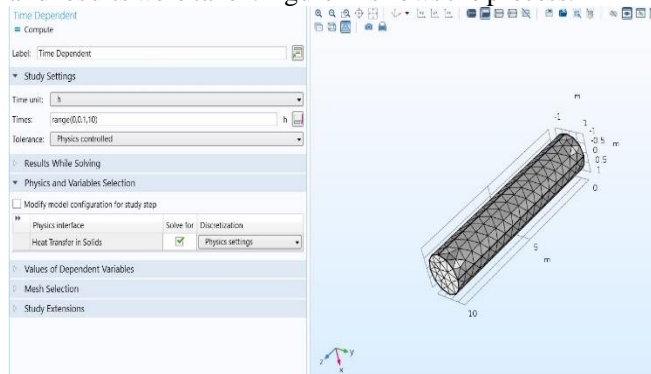 Time Dependent
= Compute
Label: Time Dependent
Study Settings
Time unit: h
Times: range(0,0.1,10) h
Tolerance: Physics controlled
Results While Solving
Physics and Variables Selection
Modify model configuration for study step
Physics interface Solve for Discretization
Heat Transfer in Solids Physics settings
Values of Dependent Variables
Mesh Selection
Study Extensions
m
-1
1
-1
-0.5 m
0
0.5
1
0
5
m
10
y
z
x